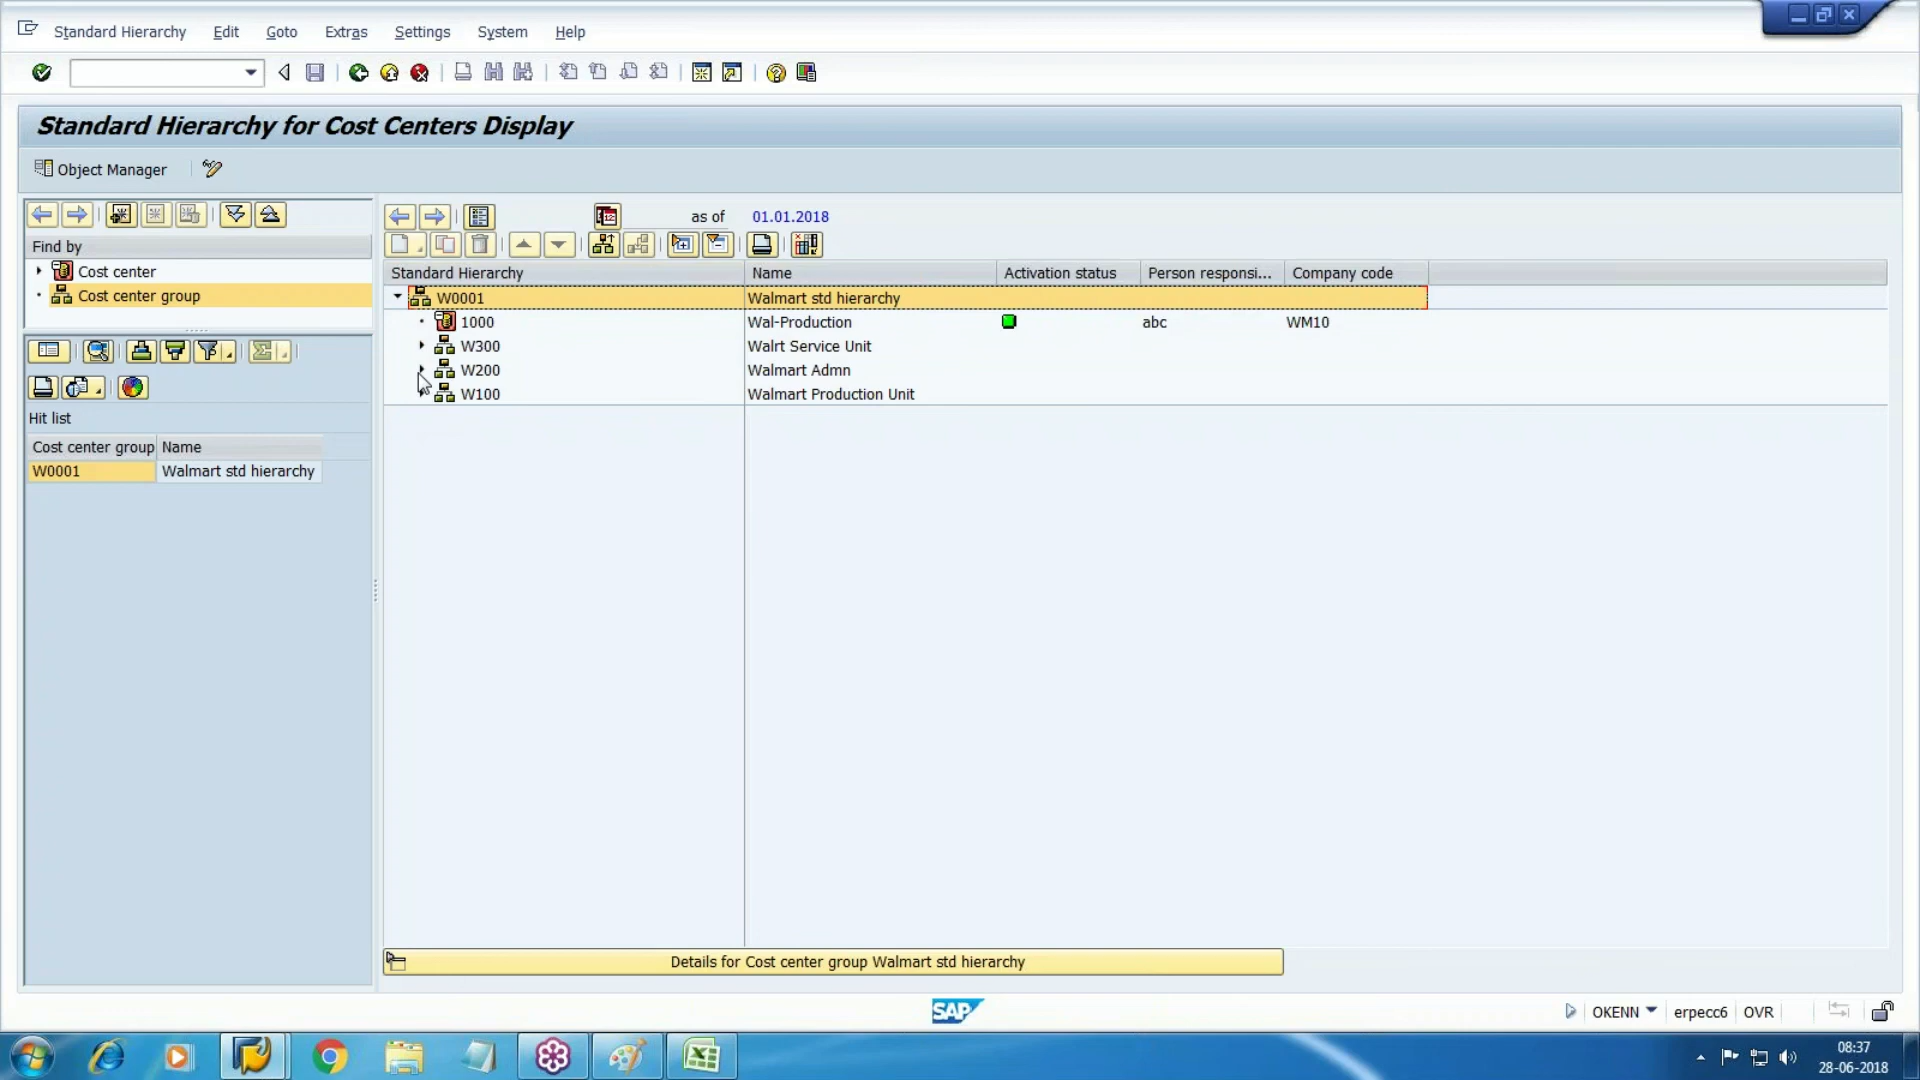 Standard Hierarchy Edit Goto Extras Settings System Help
Standard Hierarchy for Cost Centers Display
Object Manager
as of 01.01.2018
Find by
Cost center
Cost center group
Standard Hierarchy Name Activation status Person responsi... Company code
W0001 Walmart std hierarchy
1000 Wal-Production abc WM10
W300 Walrt Service Unit
W200 Walmart Admn
W100 Walmart Production Unit
Hit list
Cost center group Name
W0001 Walmart std hierarchy
Details for Cost center group Walmart std hierarchy
SAP
OKENN erpecc6 OVR
08:37
28-06-2018